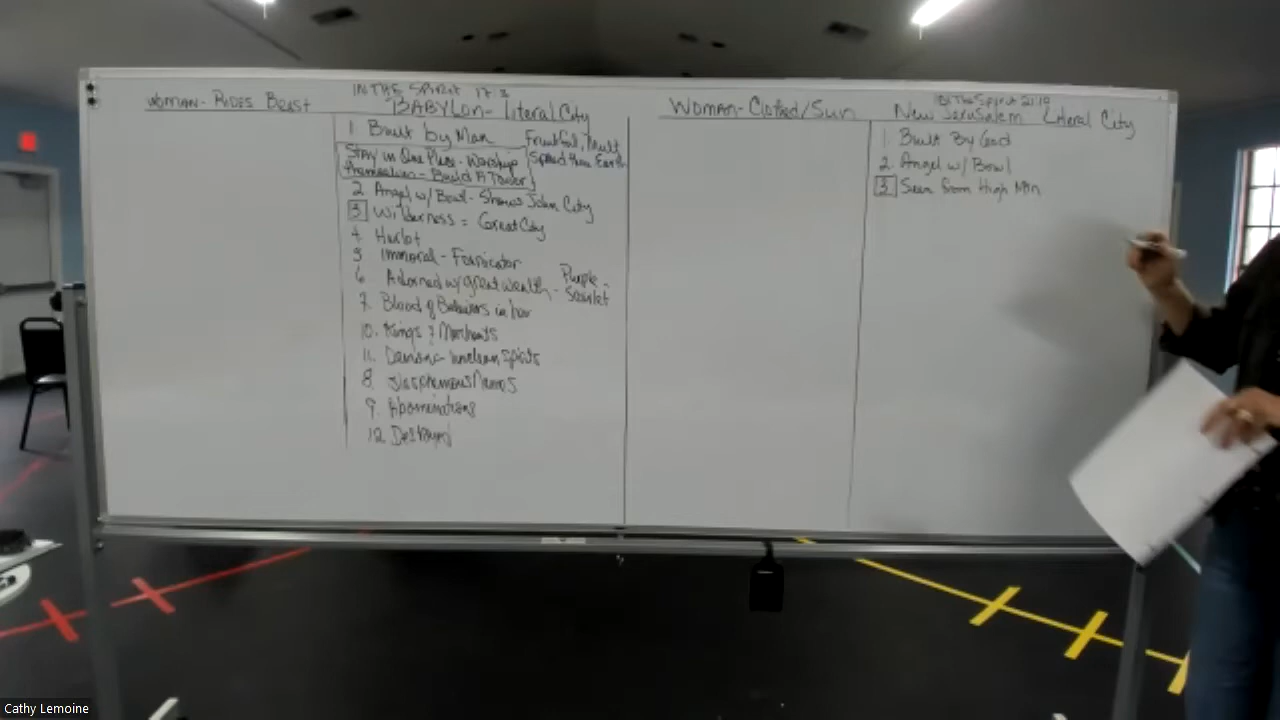 WOMAN - RIDES BEAST
IN THE SPIRIT 17:3
BABYLON - Literal City
1. Built by Man
Fruitful, Mult
Spread thru Earth
Stay in One Place - Worship
themselves - Build A Tower
2. Angel w/ Bowl - Shows John City
3 Wilderness = Great City
4. Harlot
5 Immoral - Fornicator
6 Adorned w/ great wealth - Purple - Scarlet
7. Blood of Believers in her
10. Kings & Merchants
11. Demons - unclean spirits
8. Blasphemous Names
9. Abominations
12. Destroyed
WOMAN - Clothed/Sun
IN The Spirit 21:10
New Jerusalem Literal City
1. Built By God
2. Angel w/ Bowl
3 Seen from High Mtn
Cathy Lemoine